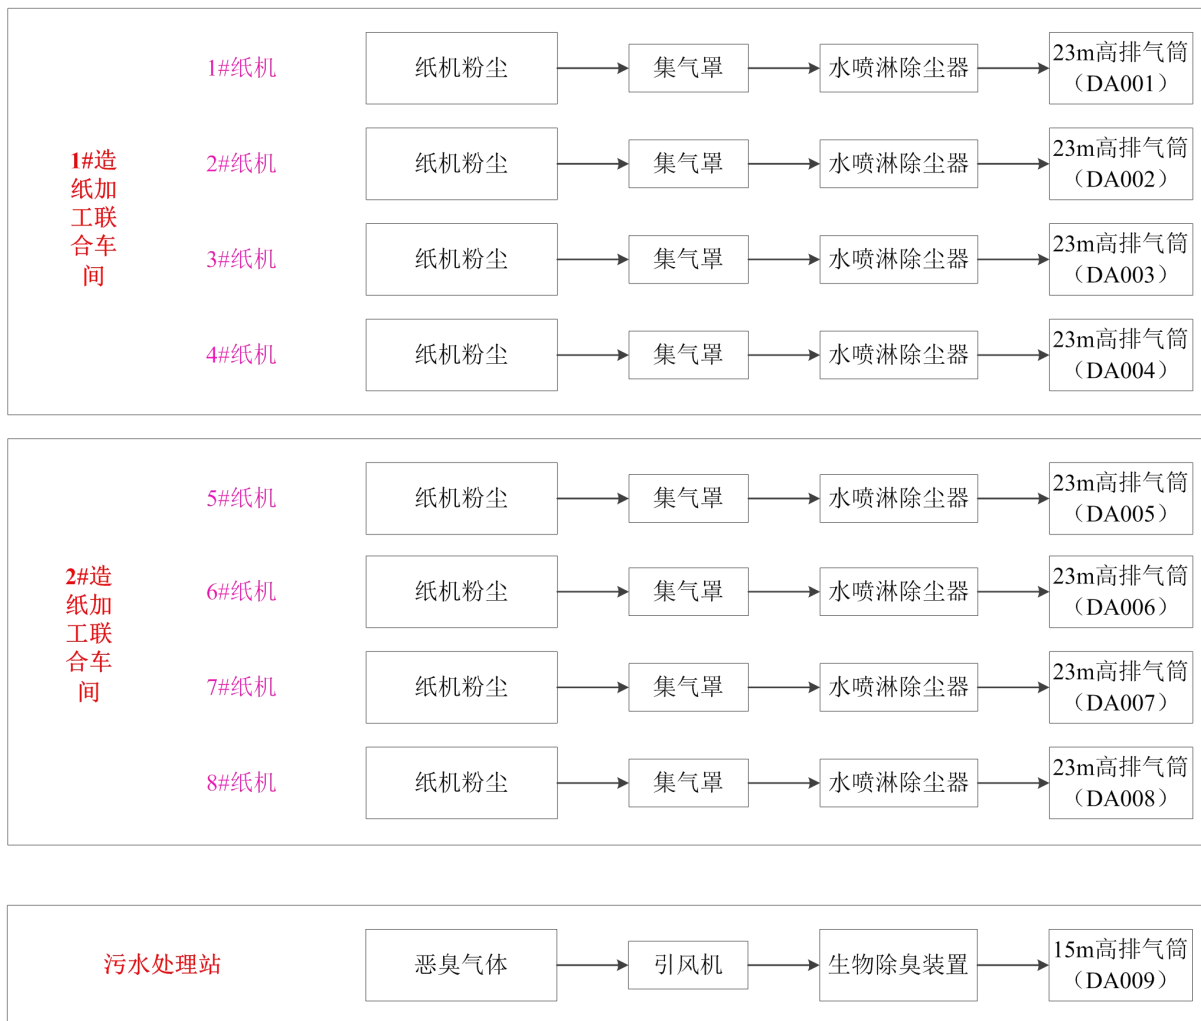 1#造
纸加
工联
合车
间
1#纸机
纸机粉尘
集气罩
水喷淋除尘器
23m高排气筒
（DA001）
2#纸机
纸机粉尘
集气罩
水喷淋除尘器
23m高排气筒
（DA002）
3#纸机
纸机粉尘
集气罩
水喷淋除尘器
23m高排气筒
（DA003）
4#纸机
纸机粉尘
集气罩
水喷淋除尘器
23m高排气筒
（DA004）
2#造
纸加
工联
合车
间
5#纸机
纸机粉尘
集气罩
水喷淋除尘器
23m高排气筒
（DA005）
6#纸机
纸机粉尘
集气罩
水喷淋除尘器
23m高排气筒
（DA006）
7#纸机
纸机粉尘
集气罩
水喷淋除尘器
23m高排气筒
（DA007）
8#纸机
纸机粉尘
集气罩
水喷淋除尘器
23m高排气筒
（DA008）
污水处理站
恶臭气体
引风机
生物除臭装置
15m高排气筒
（DA009）